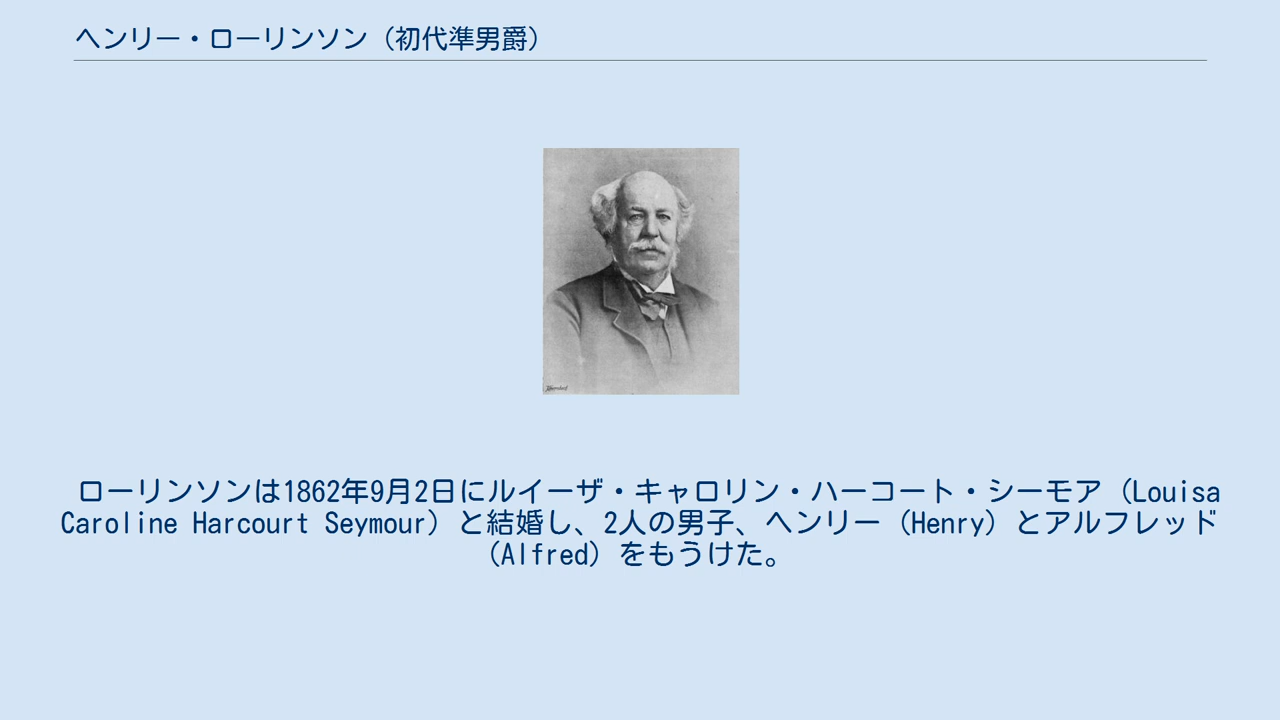 ヘンリー・ローリンソン（初代準男爵）
ローリンソンは1862年9月2日にルイーザ・キャロリン・ハーコート・シーモア（Louisa
Caroline Harcourt Seymour）と結婚し、2人の男子、ヘンリー（Henry）とアルフレッド
（Alfred）をもうけた。